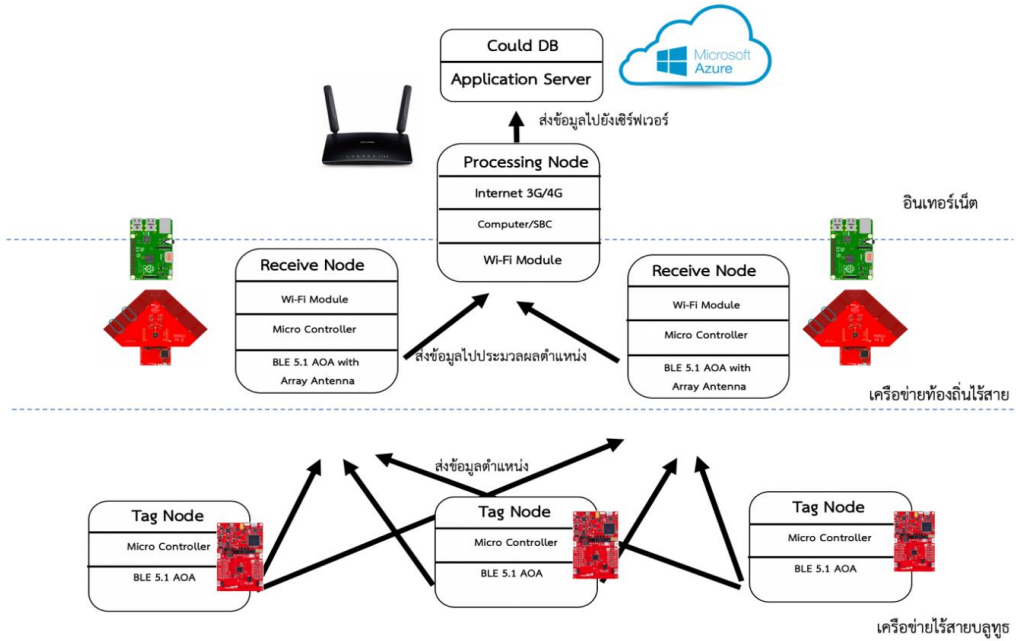 Could DB
Application Server
Microsoft
Azure
ส่งข้อมูลไปยังเซิร์ฟเวอร์
Processing Node
Internet 3G/4G
Computer/SBC
Wi-Fi Module
อินเทอร์เน็ต
Receive Node
Wi-Fi Module
Micro Controller
BLE 5.1 AOA with
Array Antenna
ส่งข้อมูลไปประมวลผลตำแหน่ง
Receive Node
Wi-Fi Module
Micro Controller
BLE 5.1 AOA with
Array Antenna
เครือข่ายท้องถิ่นไร้สาย
ส่งข้อมูลตำแหน่ง
Tag Node
Micro Controller
BLE 5.1 AOA
Tag Node
Micro Controller
BLE 5.1 AOA
Tag Node
Micro Controller
BLE 5.1 AOA
เครือข่ายไร้สายบลูทูธ